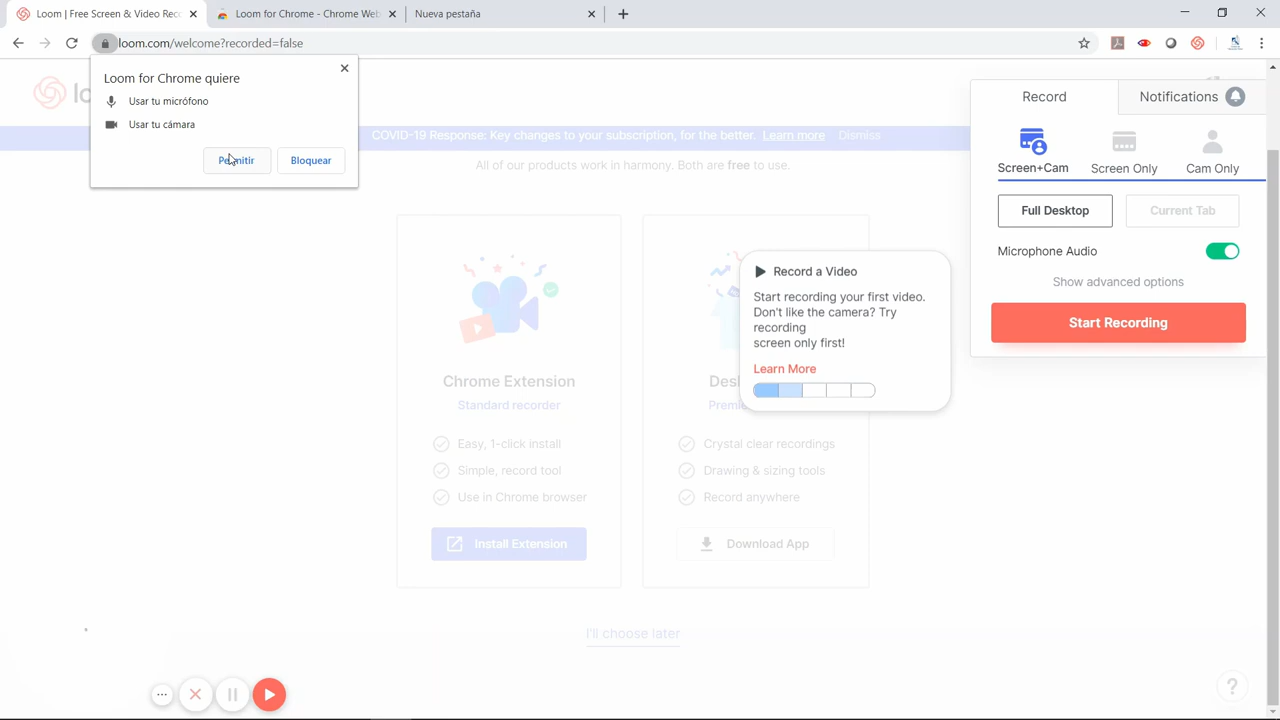 Loom | Free Screen & Video Reco
Loom for Chrome - Chrome Web
Nueva pestaña
loom.com/welcome?recorded=false
Loom for Chrome quiere
Usar tu micrófono
Usar tu cámara
Permitir
Bloquear
lo
COVID-19 Response: Key changes to your subscription, for the better. Learn more Dismiss
All of our products work in harmony. Both are free to use.
Chrome Extension
Standard recorder
Easy, 1-click install
Simple, record tool
Use in Chrome browser
Install Extension
Des
Premie
Crystal clear recordings
Drawing & sizing tools
Record anywhere
Download App
I'll choose later
Record a Video
Start recording your first video.
Don't like the camera? Try
recording
screen only first!
Learn More
Record
Notifications
Screen+Cam
Screen Only
Cam Only
Full Desktop
Current Tab
Microphone Audio
Show advanced options
Start Recording
?